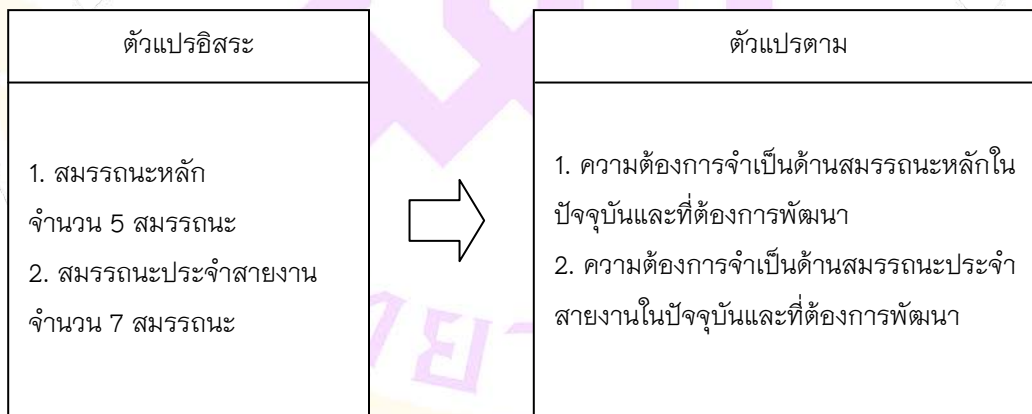 ตัวแปรอิสระ
1. สมรรถนะหลัก
จำนวน 5 สมรรถนะ
2. สมรรถนะประจำสายงาน
จำนวน 7 สมรรถนะ
ตัวแปรตาม
1. ความต้องการจำเป็นด้านสมรรถนะหลักใน
ปัจจุบันและที่ต้องการพัฒนา
2. ความต้องการจำเป็นด้านสมรรถนะประจำ
สายงานในปัจจุบันและที่ต้องการพัฒนา